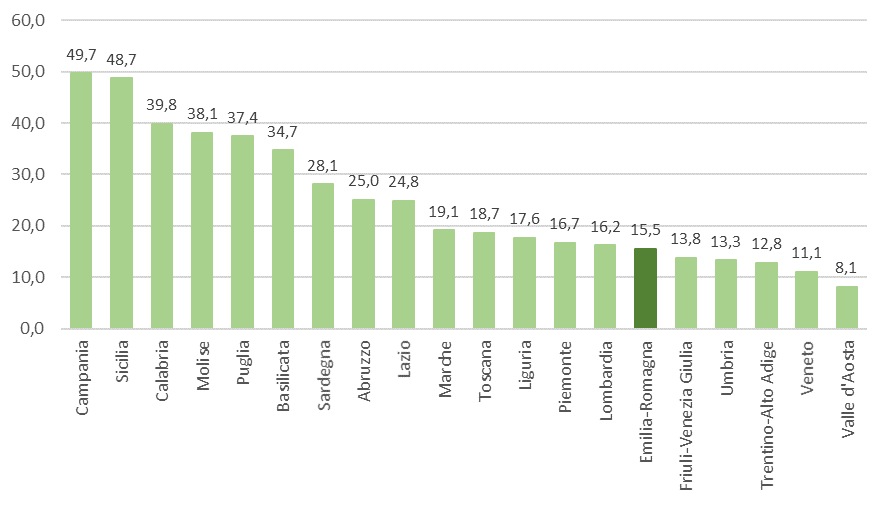 60,0
50,0
40,0
30,0
20,0
10,0
0,0
49,7
48,7
39,8
38,1
37,4
34,7
28,1
25,0
24,8
19,1
18,7
17,6
16,7
16,2
15,5
13,8
13,3
12,8
11,1
8,1
Campania
Sicilia
Calabria
Molise
Puglia
Basilicata
Sardegna
Abruzzo
Lazio
Marche
Toscana
Liguria
Piemonte
Lombardia
Emilia-Romagna
Friuli-Venezia Giulia
Umbria
Trentino-Alto Adige
Veneto
Valle d'Aosta